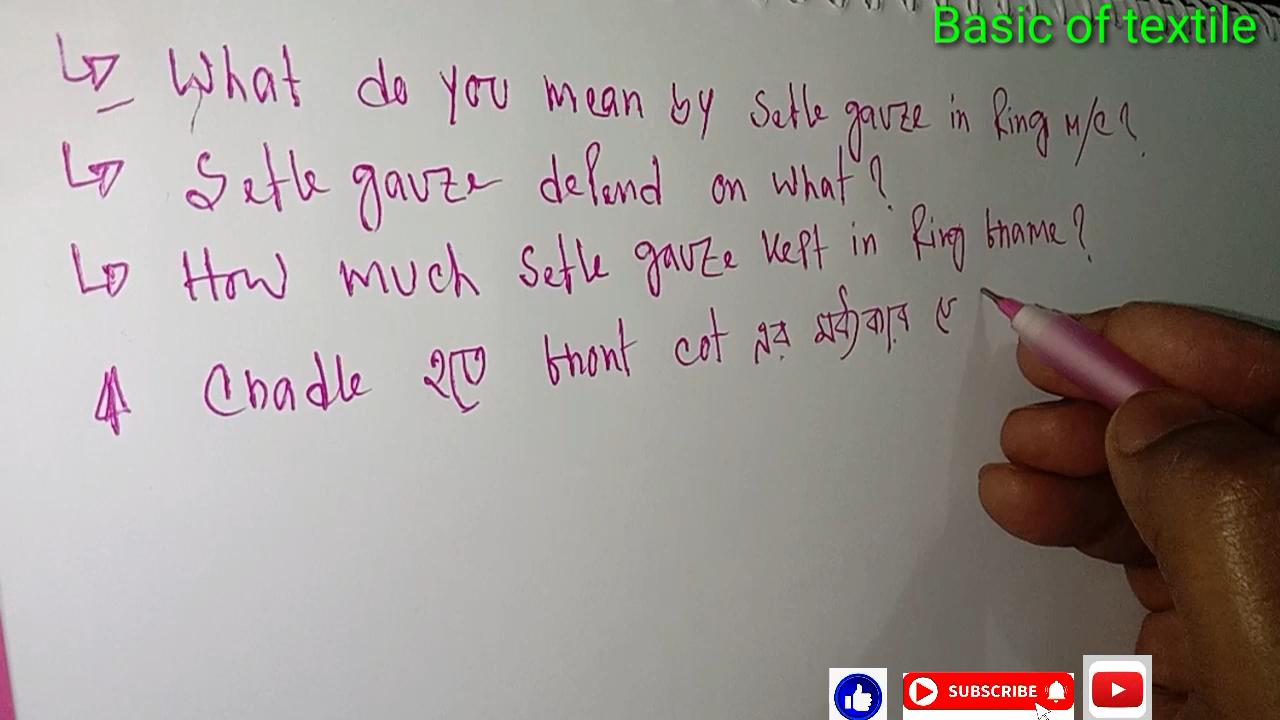 Basic of textile
What do you mean by Setle gauze in Ring M/C?
Setle gauze depend on what?
How much Setle gauze kept in Ring frame?
Cradle হতে front cot এর মধ্যকার যে
SUBSCRIBE